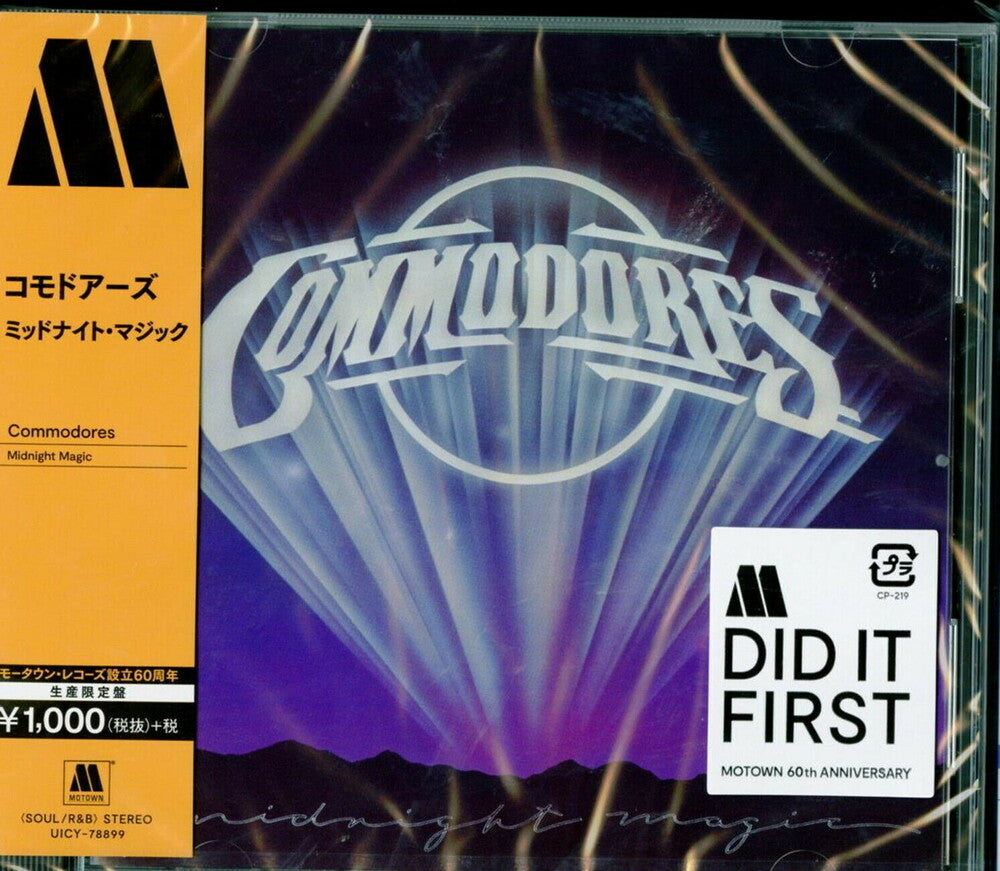 コモドアーズ
ミッドナイト・マジック
Commodores
Midnight Magic
モータウン・レコーズ設立60周年
生産限定盤
¥1,000(税抜)+税
MOTOWN
〈SOUL/R&B〉 STEREO
UICY-78899
COMMODORES
プラ
CP-219
DID IT
FIRST
MOTOWN 60th ANNIVERSARY
midnight magic